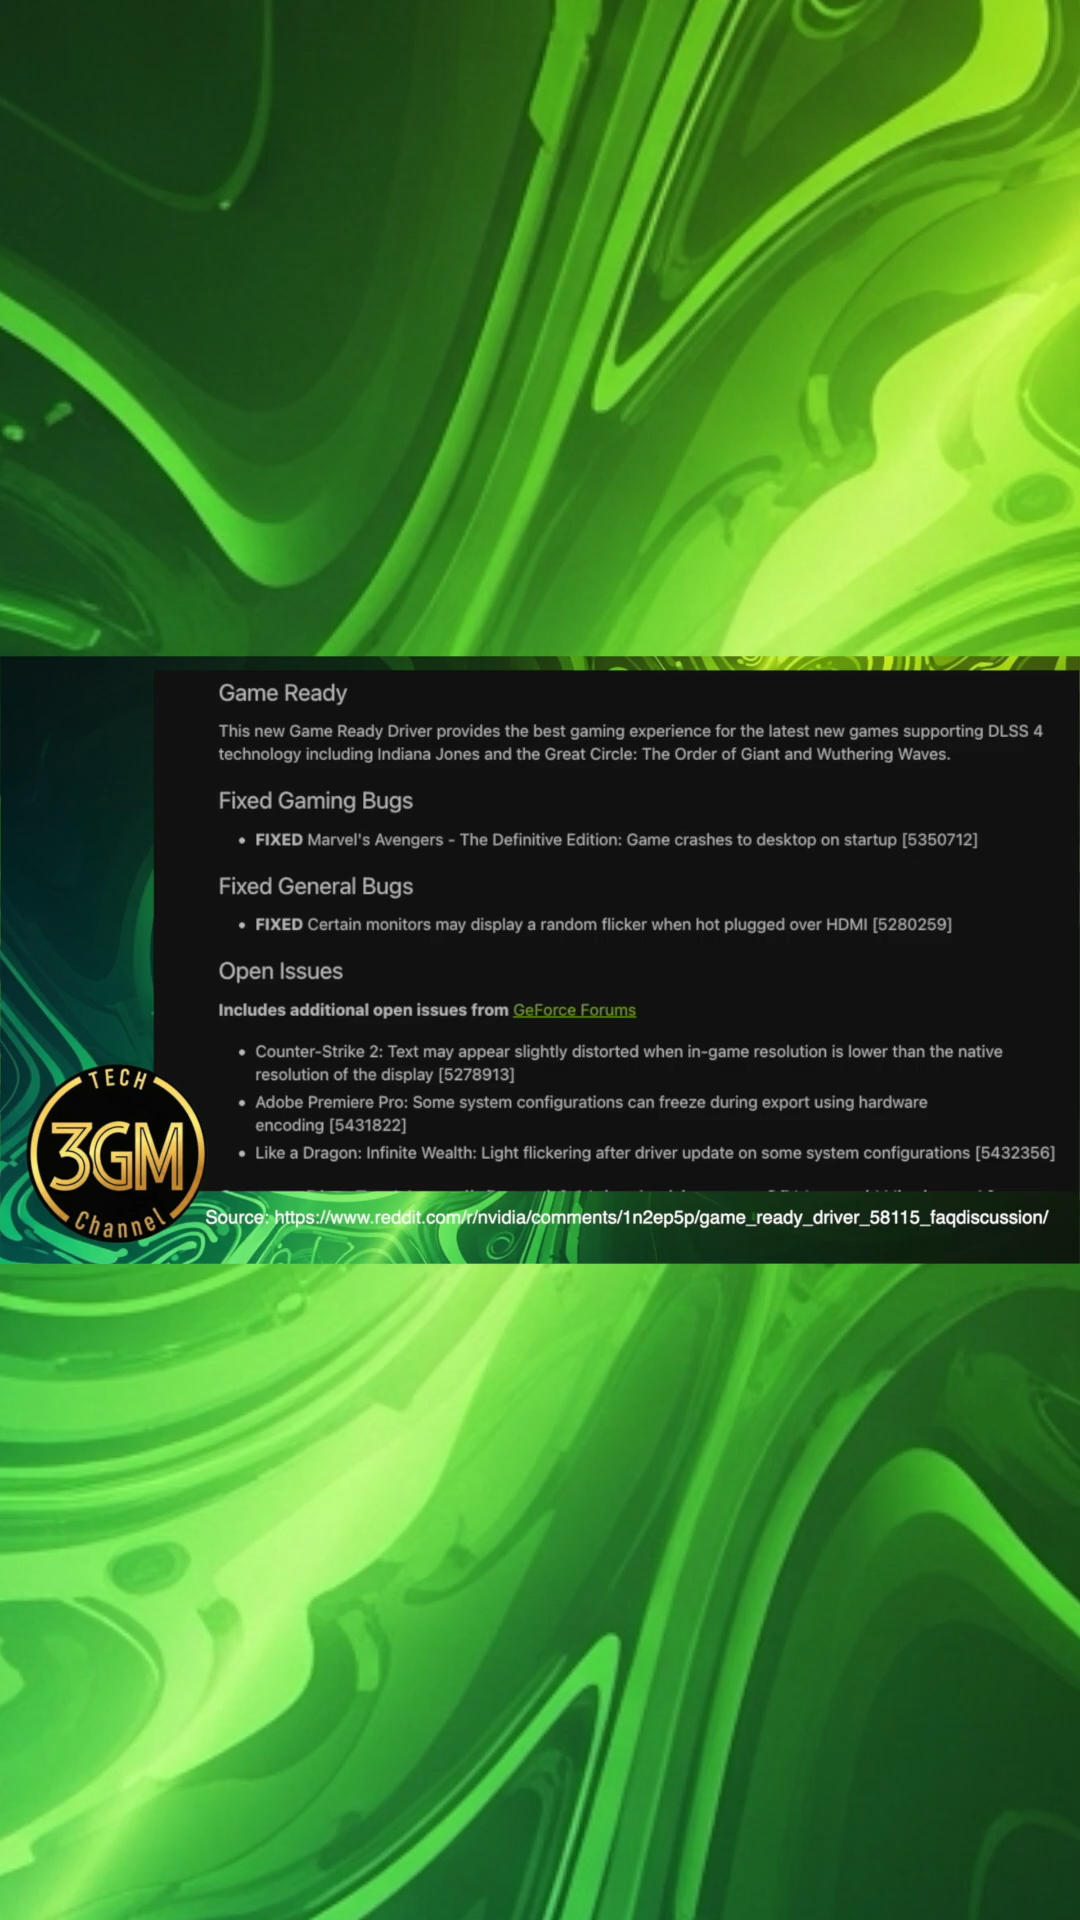 Game Ready
This new Game Ready Driver provides the best gaming experience for the latest new games supporting DLSS 4
technology including Indiana Jones and the Great Circle: The Order of Giant and Wuthering Waves.
Fixed Gaming Bugs
• FIXED Marvel's Avengers - The Definitive Edition: Game crashes to desktop on startup [5350712]
Fixed General Bugs
• FIXED Certain monitors may display a random flicker when hot plugged over HDMI [5280259]
Open Issues
Includes additional open issues from GeForce Forums
• Counter-Strike 2: Text may appear slightly distorted when in-game resolution is lower than the native
resolution of the display [5278913]
• Adobe Premiere Pro: Some system configurations can freeze during export using hardware
encoding [5431822]
• Like a Dragon: Infinite Wealth: Light flickering after driver update on some system configurations [5432356]
TECH
3GM
Channel
Source: https://www.reddit.com/r/nvidia/comments/1n2ep5p/game_ready_driver_58115_faqdiscussion/